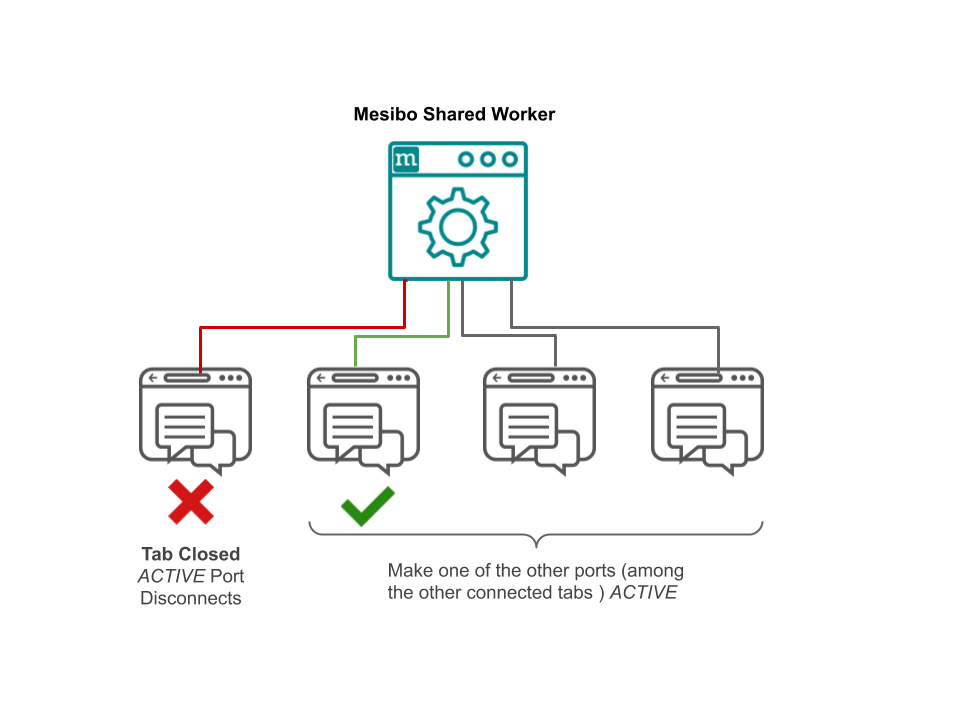 Mesibo Shared Worker
m
Tab Closed
ACTIVE Port
Disconnects
Make one of the other ports (among
the other connected tabs ) ACTIVE